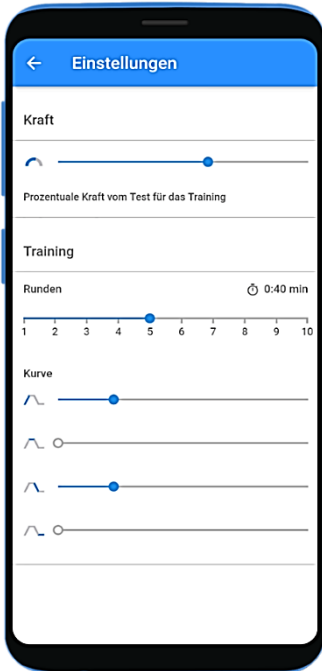 Einstellungen
Kraft
Prozentuale Kraft vom Test für das Training
Training
Runden 0:40 min
1 2 3 4 5 6 7 8 9 10
Kurve